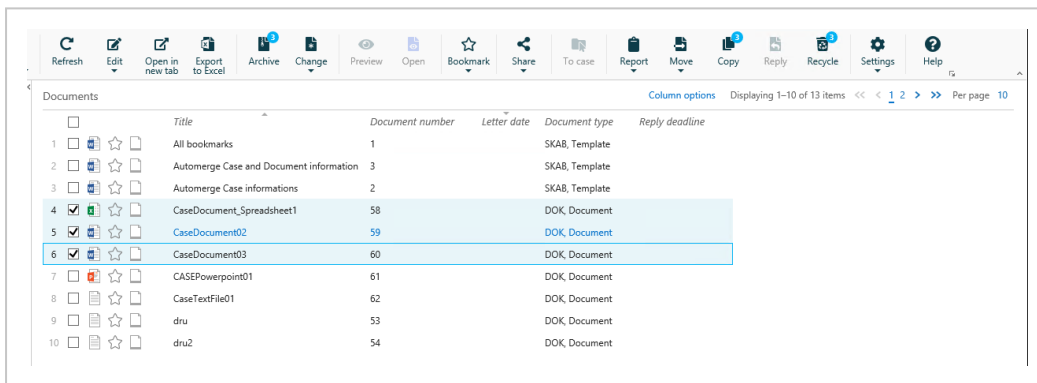 3 3 3
Refresh Edit Open in new tab Export to Excel Archive Change Preview Open Bookmark Share To case Report Move Copy Reply Recycle Settings Help
Documents Column options Displaying 1–10 of 13 items << < 1 2 > >> Per page 10
Title Document number Letter date Document type Reply deadline
1 All bookmarks 1 SKAB, Template
2 Automerge Case and Document information 3 SKAB, Template
3 Automerge Case informations 2 SKAB, Template
4 CaseDocument_Spreadsheet1 58 DOK, Document
5 CaseDocument02 59 DOK, Document
6 CaseDocument03 60 DOK, Document
7 CASEPowerpoint01 61 DOK, Document
8 CaseTextFile01 62 DOK, Document
9 dru 53 DOK, Document
10 dru2 54 DOK, Document